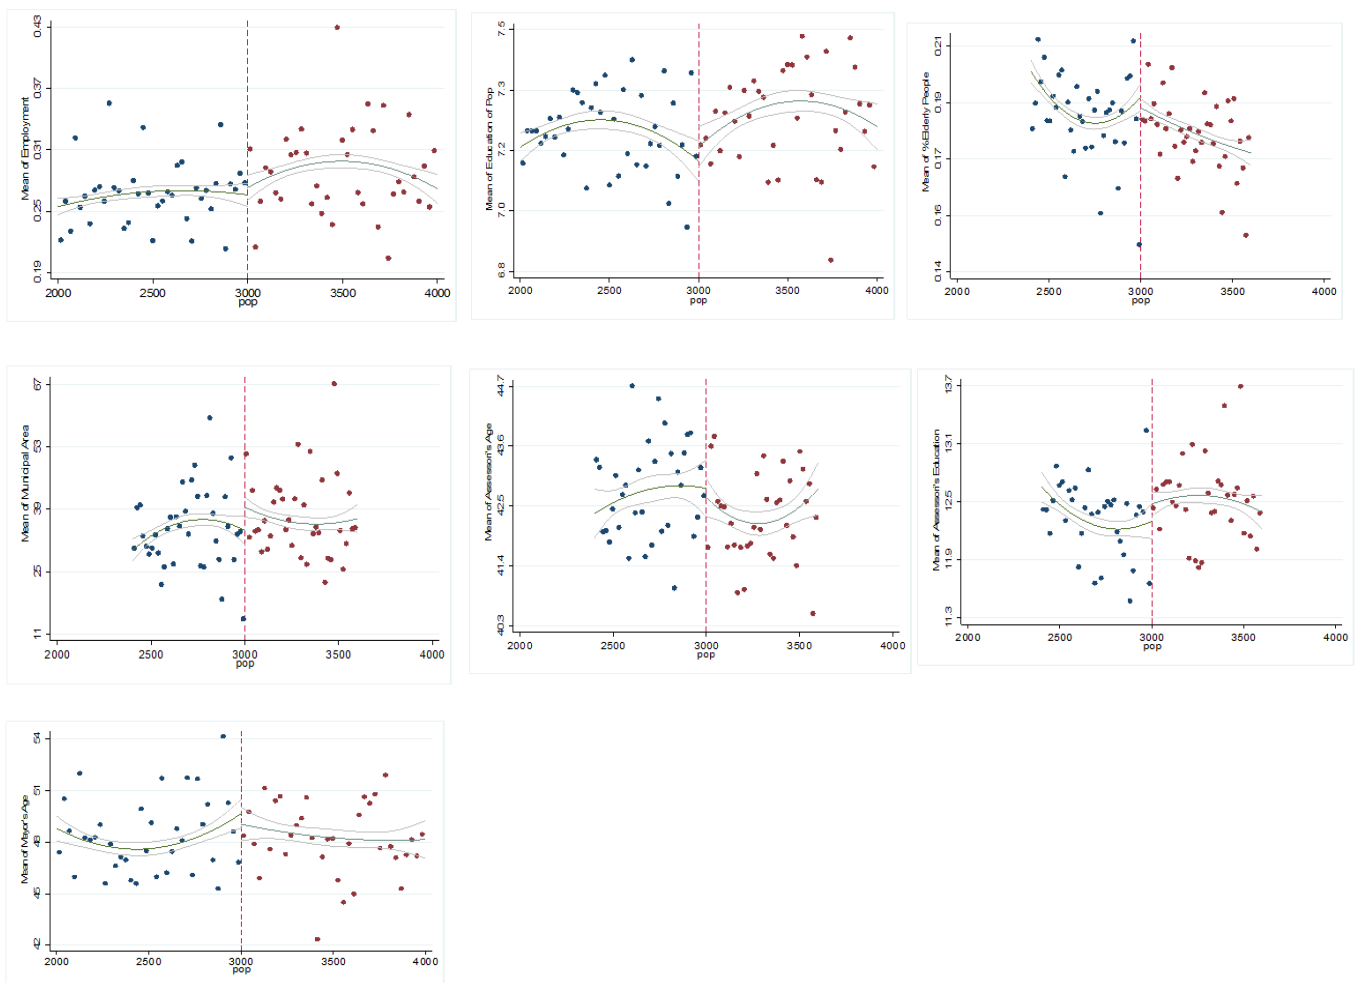 Mean of Employment
0.43
0.37
0.31
0.25
0.19
2000 2500 3000 3500 4000
pop
Mean of Education of Pop
7.5
7.3
7.2
7.0
6.8
2000 2500 3000 3500 4000
pop
Mean of %Elderly People
0.21
0.19
0.17
0.16
0.14
2000 2500 3000 3500 4000
pop
Mean of Municipal Area
67
53
39
25
11
2000 2500 3000 3500 4000
pop
Mean of Assessor's Age
44.7
43.6
42.5
41.4
40.3
2000 2500 3000 3500 4000
pop
Mean of Assessor's Education
13.7
13.1
12.5
11.9
11.3
2000 2500 3000 3500 4000
pop
Mean of Mayor's Age
54
51
48
45
42
2000 2500 3000 3500 4000
pop